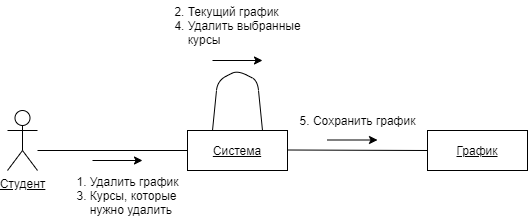 2. Текущий график
4. Удалить выбранные
курсы
5. Сохранить график
Система
График
Студент
1. Удалить график
3. Курсы, которые
нужно удалить